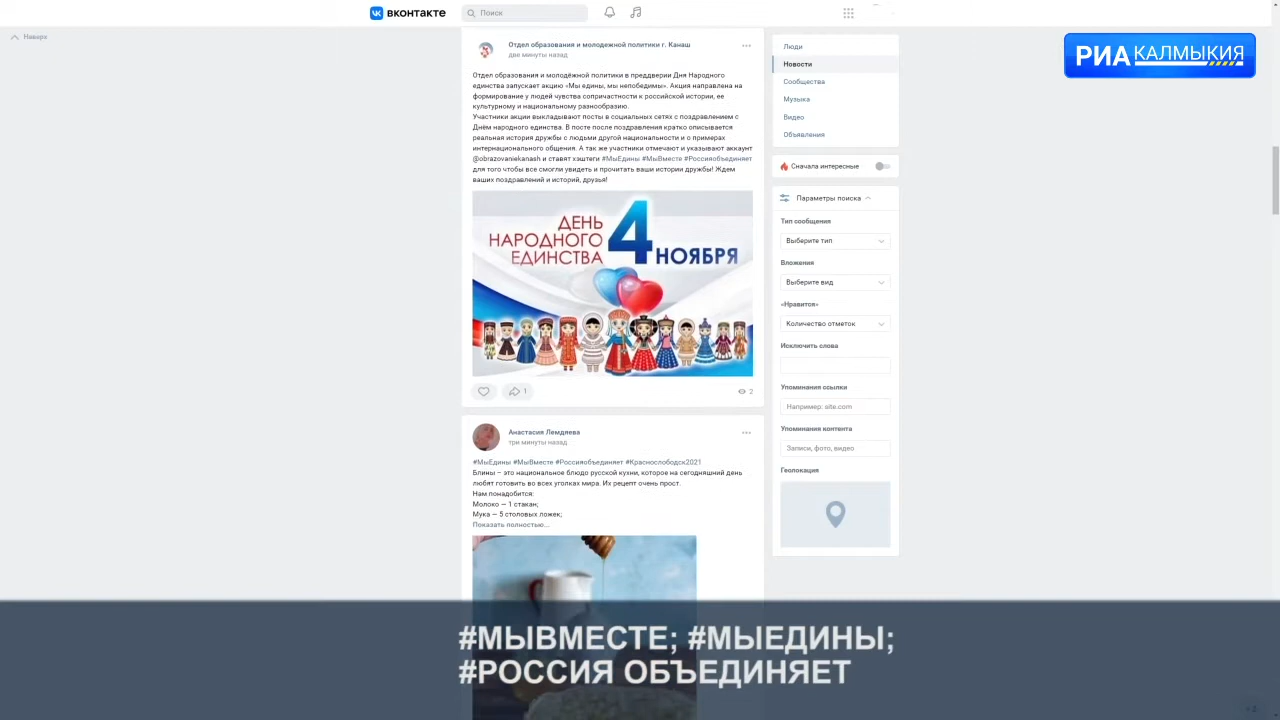 вконтакте
Поиск
Наверх
РИА КАЛМЫКИЯ
Отдел образования и молодежной политики г. Канаш
две минуты назад
Отдел образования и молодёжной политики в преддверии Дня Народного
единства запускает акцию «Мы едины, мы непобедимы». Акция направлена на
формирование у людей чувства сопричастности к российской истории, ее
культурному и национальному разнообразию.
Участники акции выкладывают посты в социальных сетях с поздравлением с
Днём народного единства. В посте после поздравления кратко описывается
реальная история дружбы с людьми другой национальности и о примерах
интернационального общения. А так же участники отмечают и указывают аккаунт
@obrazovaniekanash и ставят хэштеги #МыЕдины #МыВместе #Россияобъединяет
для того чтобы все смогли увидеть и прочитать ваши истории дружбы! Ждем
ваших поздравлений и историй, друзья!
ДЕНЬ
НАРОДНОГО
ЕДИНСТВА
4
НОЯБРЯ
1
2
Анастасия Лемдяева
три минуты назад
#МыЕдины #МыВместе #Россияобъединяет #Краснослободск2021
Блины – это национальное блюдо русской кухни, которое на сегодняшний день
любят готовить во всех уголках мира. Их рецепт очень прост.
Нам понадобится:
Молоко — 1 стакан;
Мука — 5 столовых ложек;
Показать полностью...
Люди
Новости
Сообщества
Музыка
Видео
Объявления
Сначала интересные
Параметры поиска
Тип сообщения
Выберите тип
Вложения
Выберите вид
«Нравится»
Количество отметок
Исключить слова
Упоминания ссылки
Например: site.com
Упоминания контента
Записи, фото, видео
Геолокация
#МЫВМЕСТЕ; #МЫЕДИНЫ;
#РОССИЯ ОБЪЕДИНЯЕТ